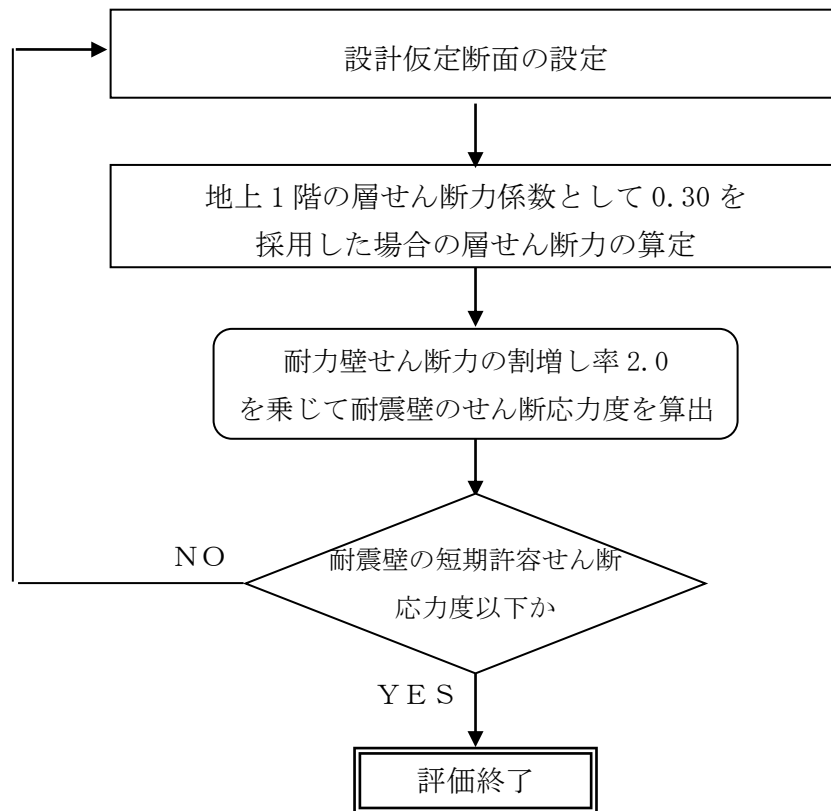 設計仮定断面の設定
地上1階の層せん断力係数として 0.30 を
採用した場合の層せん断力の算定
耐力壁せん断力の割増し率 2.0
を乗じて耐震壁のせん断応力度を算出
NO
耐震壁の短期許容せん断
応力度以下か
YES
評価終了